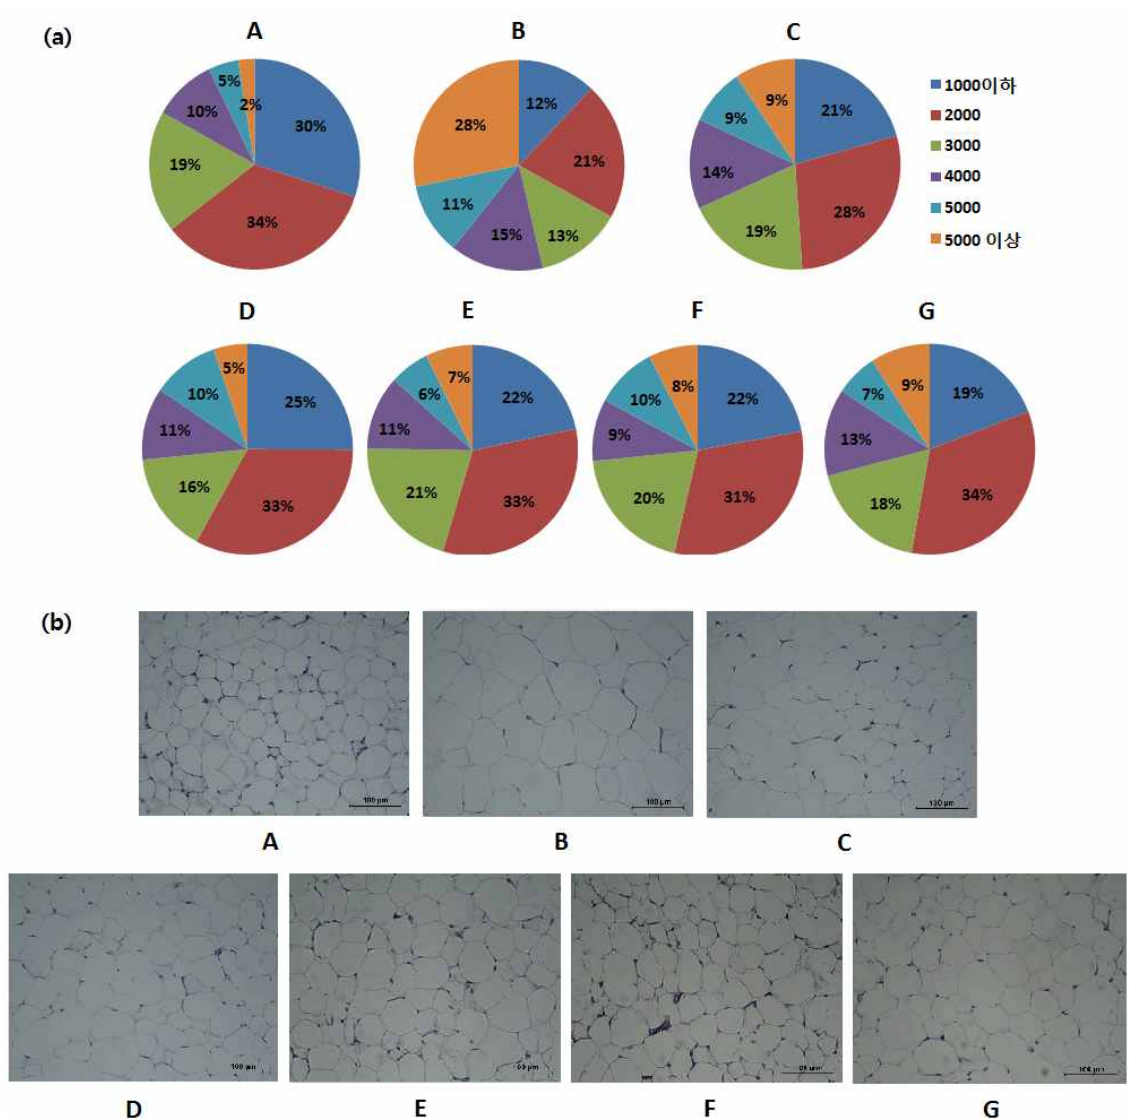 (a)
A B C
5% 2% 30% 10% 19% 34%
28% 12% 21% 11% 15% 13%
9% 9% 21% 14% 19% 28%
1000이하
2000
3000
4000
5000
5000 이상
D E F G
5% 10% 25% 11% 16% 33%
7% 6% 22% 11% 21% 33%
8% 10% 22% 9% 20% 31%
9% 7% 19% 13% 18% 34%
(b)
100 µm 100 µm 100 µm
A B C
100 µm
D E F G